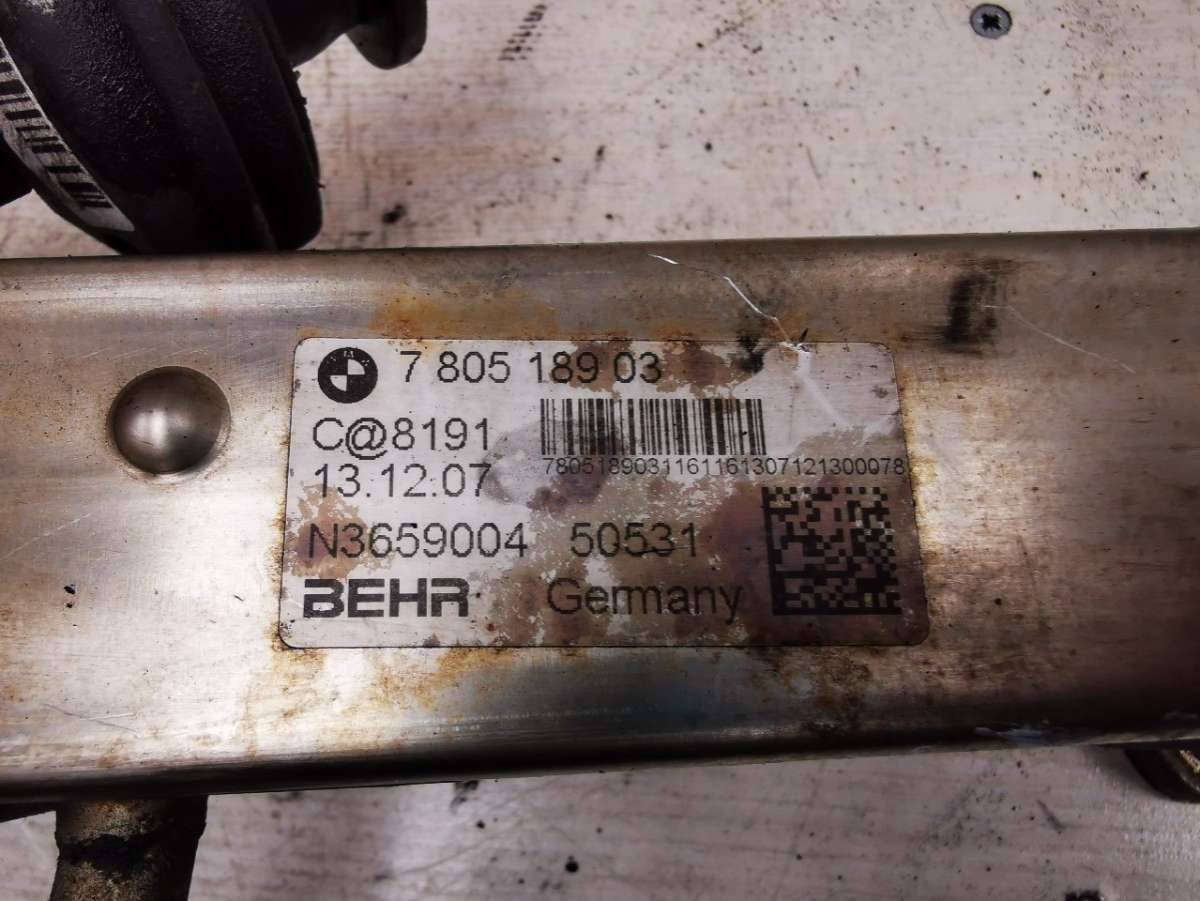 7 805 189 03
C@8191
7805189031161161307121300078
13.12.07
N3659004 50531
BEHR Germany